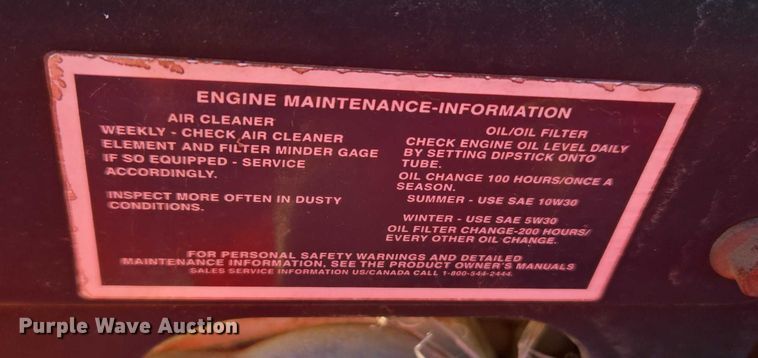 ENGINE MAINTENANCE-INFORMATION
AIR CLEANER
WEEKLY - CHECK AIR CLEANER
ELEMENT AND FILTER MINDER GAGE
IF SO EQUIPPED - SERVICE
ACCORDINGLY.
INSPECT MORE OFTEN IN DUSTY
CONDITIONS.
OIL/OIL FILTER
CHECK ENGINE OIL LEVEL DAILY
BY SETTING DIPSTICK ONTO
TUBE.
OIL CHANGE 100 HOURS/ONCE A
SEASON.
SUMMER - USE SAE 10W30
WINTER - USE SAE 5W30
OIL FILTER CHANGE-200 HOURS/
EVERY OTHER OIL CHANGE.
FOR PERSONAL SAFETY WARNINGS AND DETAILED
MAINTENANCE INFORMATION, SEE THE PRODUCT OWNER'S MANUALS
SALES SERVICE INFORMATION US/CANADA CALL 1-800-544-2444.
Purple Wave Auction